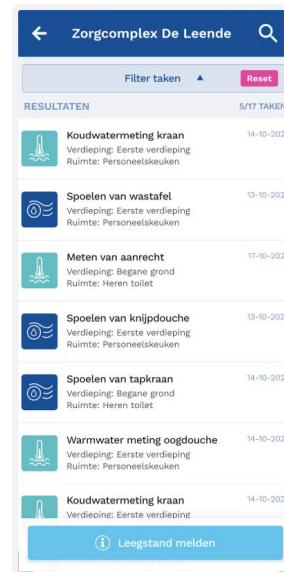 Zorgcomplex De Leende
Filter taken
Reset
RESULTATEN
5/17 TAKEN
Koudwatermeting kraan
14-10-202
Verdieping: Eerste verdieping
Ruimte: Personeelskeuken
Spoelen van wastafel
13-10-202
Verdieping: Eerste verdieping
Ruimte: Personeelskeuken
Meten van aanrecht
17-10-202
Verdieping: Begane grond
Ruimte: Heren toilet
Spoelen van knijpdouche
13-10-202
Verdieping: Eerste verdieping
Ruimte: Personeelskeuken
Spoelen van tapkraan
14-10-202
Verdieping: Begane grond
Ruimte: Heren toilet
Warmwater meting oogdouche
14-10-202
Verdieping: Eerste verdieping
Ruimte: Personeelskeuken
Koudwatermeting kraan
14-10-202
Verdieping: Eerste verdieping
Leegstand melden